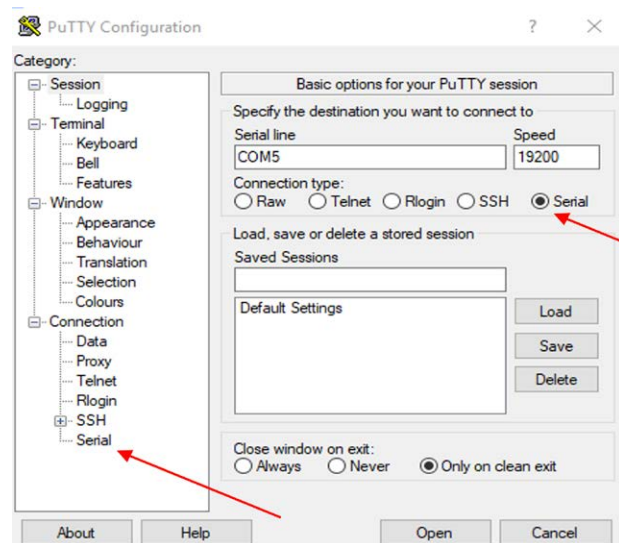 PuTTY Configuration
?
Category:
Session
Logging
Terminal
Keyboard
Bell
Features
Window
Appearance
Behaviour
Translation
Selection
Colours
Connection
Data
Proxy
Telnet
Rlogin
SSH
Serial
Basic options for your PuTTY session
Specify the destination you want to connect to
Serial line Speed
COM5 19200
Connection type:
Raw Telnet Rlogin SSH Serial
Load, save or delete a stored session
Saved Sessions
Default Settings
Load
Save
Delete
Close window on exit:
Always Never Only on clean exit
About Help Open Cancel